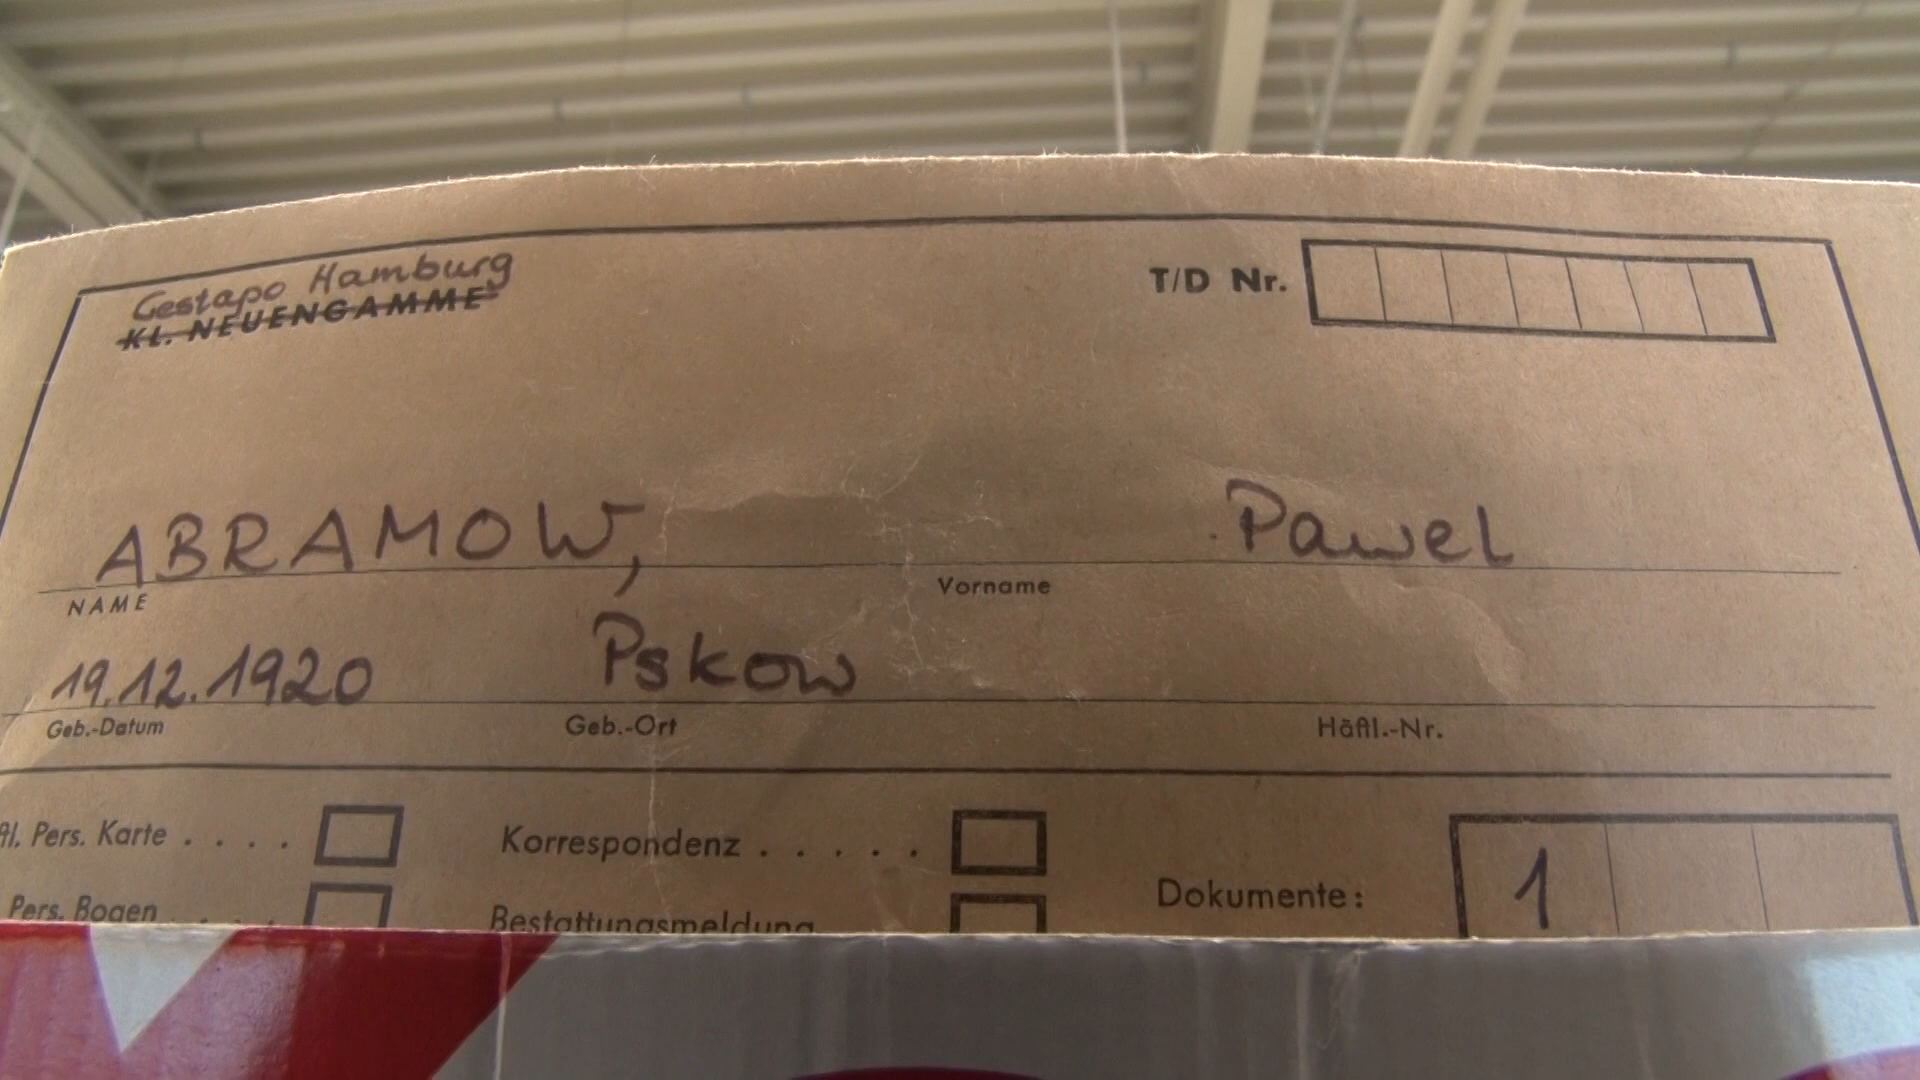 Gestapo Hamburg
KL. NEUENGAMME
T/D Nr.
ABRAMOW, Pawel
NAME Vorname
19.12.1920 Pskow
Geb.-Datum Geb.-Ort Häftl.-Nr.
Pers. Karte . . . . Korrespondenz . . . . .
Dokumente: 1
Pers. Bogen . . . . Bestattungsmeldung